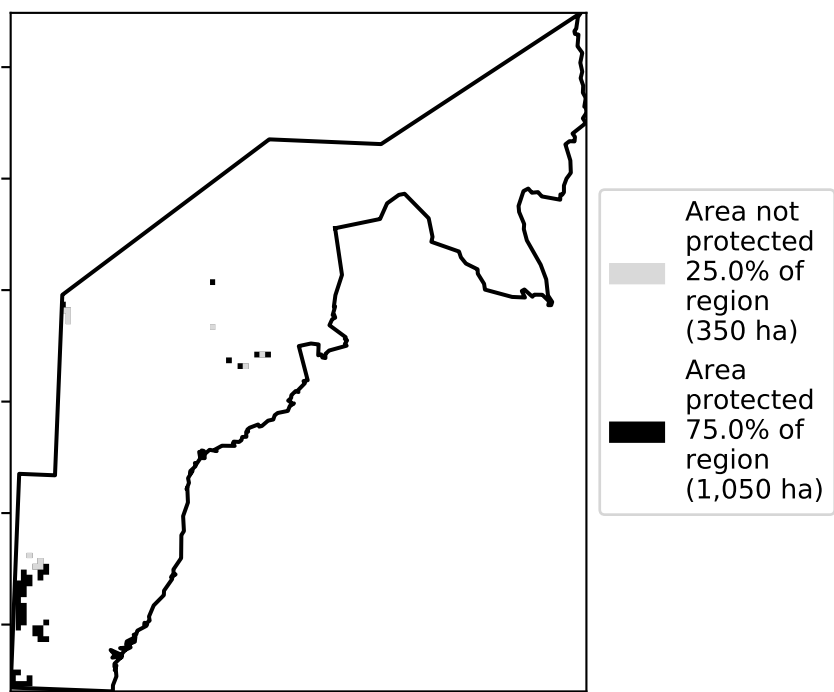 Area not
protected
25.0% of
region
(350 ha)
Area
protected
75.0% of
region
(1,050 ha)